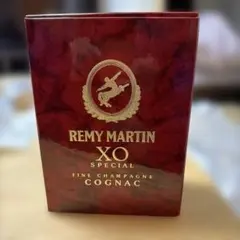 REMY MARTIN
XO
SPECIAL
FINE CHAMPAGNE
COGNAC